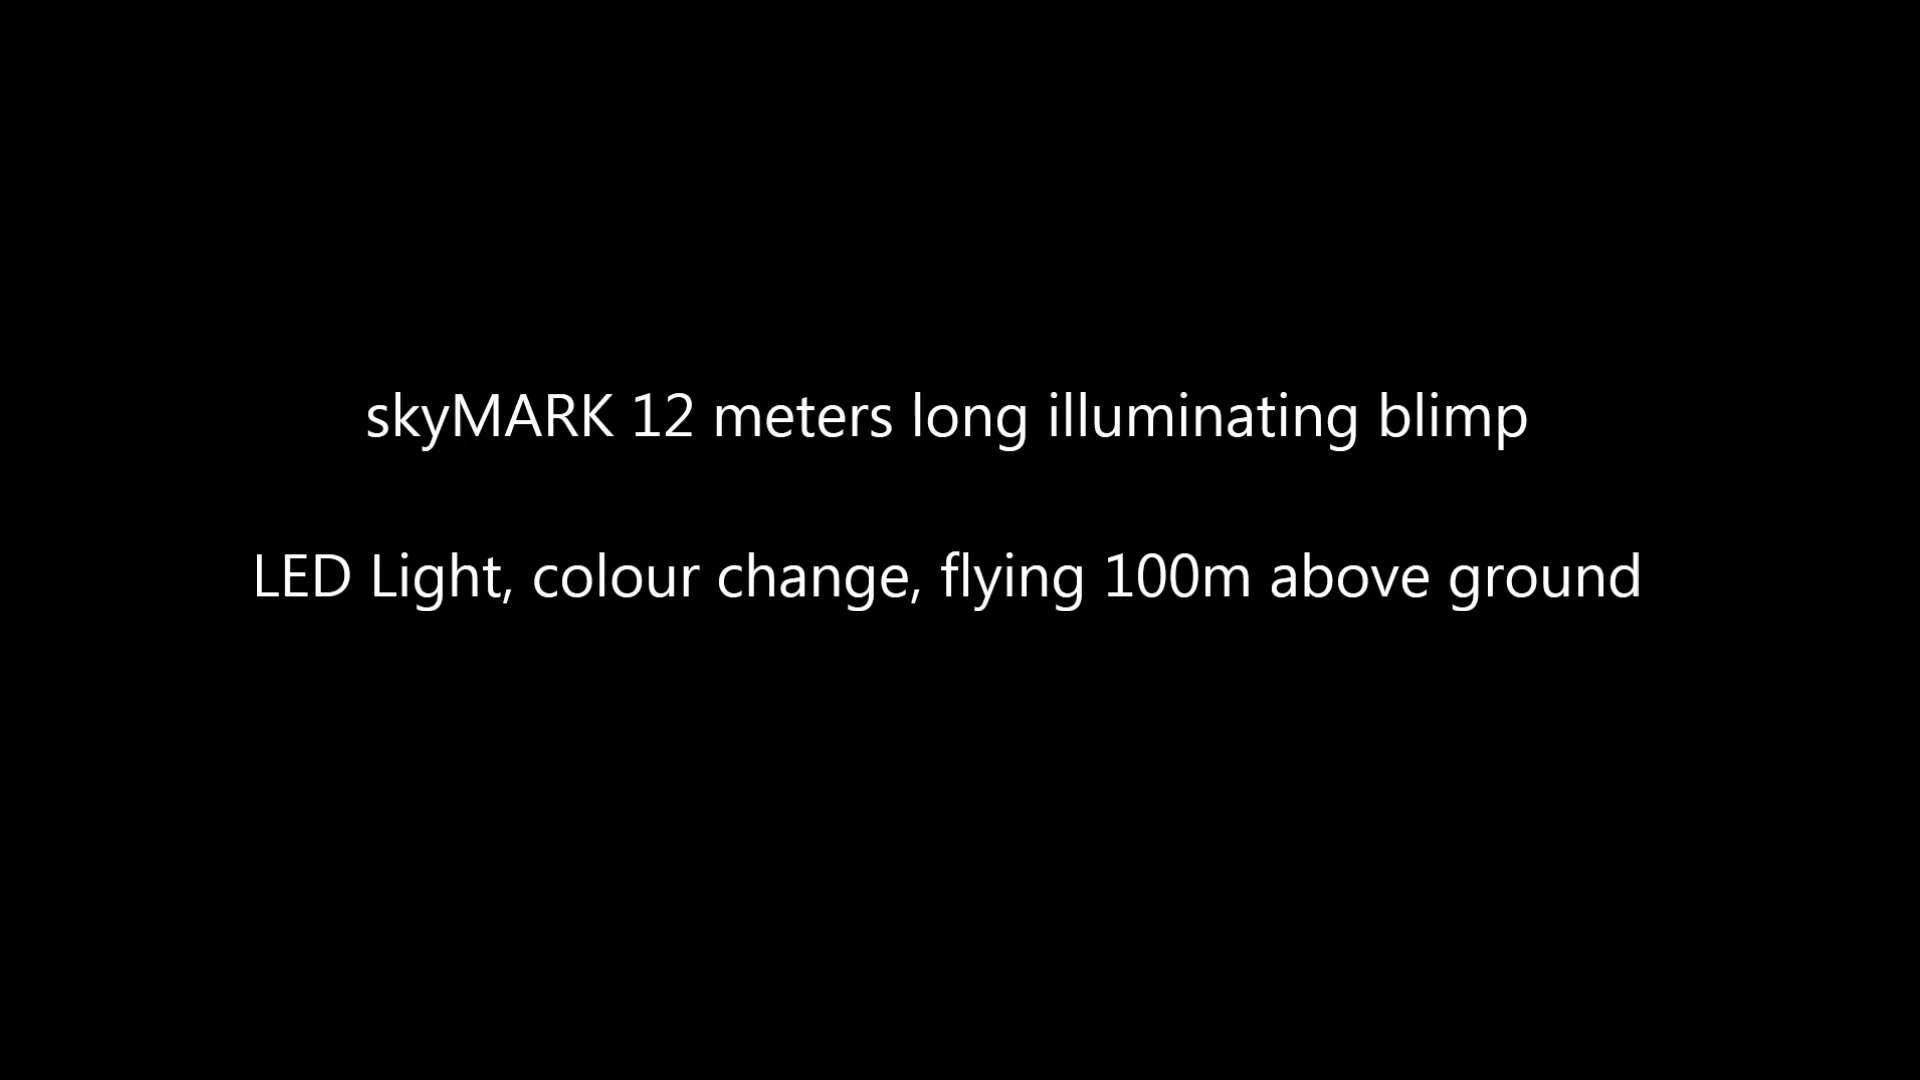 skyMARK 12 meters long illuminating blimp
LED Light, colour change, flying 100m above ground